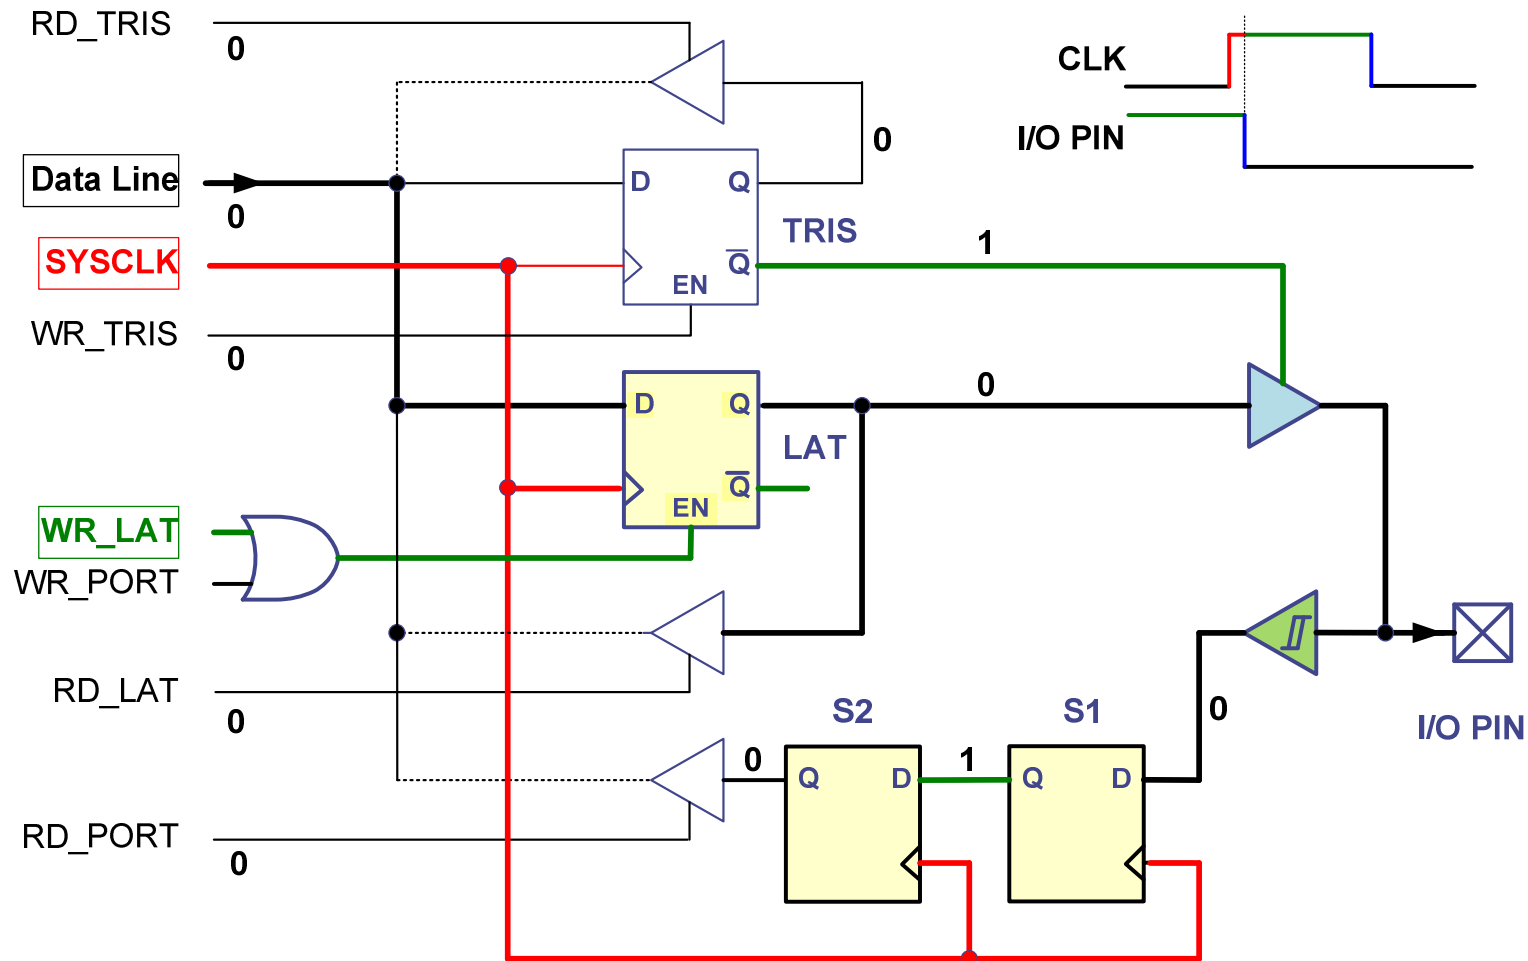 RD_TRIS
0
CLK
I/O PIN
0
Data Line
0
D Q
TRIS
SYSCLK
Q
EN
1
WR_TRIS
0
D Q
0
LAT
Q
EN
WR_LAT
WR_PORT
RD_LAT
0
S2 S1
0
I/O PIN
0
Q D
1
Q D
RD_PORT
0